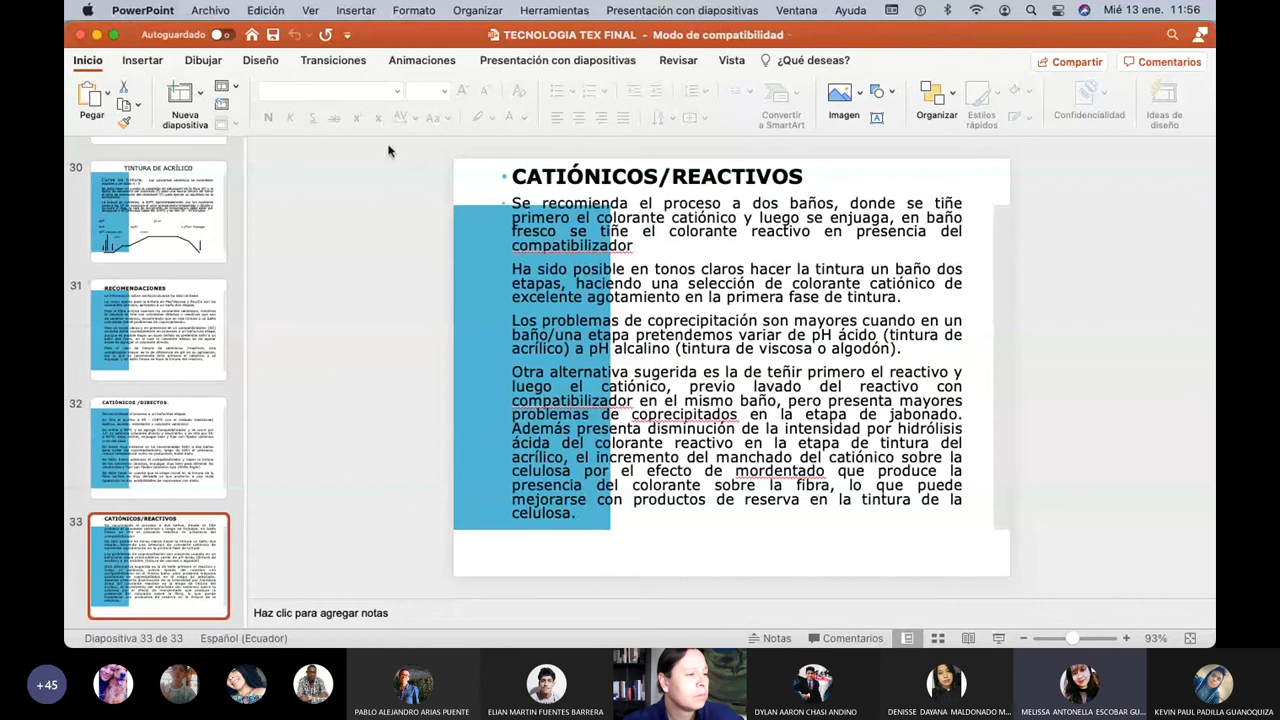 PowerPoint Archivo Edición Ver Insertar Formato Organizar Herramientas Presentación con diapositivas Ventana Ayuda Mié 13 ene. 11:56
Autoguardado TECNOLOGIA TEX FINAL - Modo de compatibilidad
Inicio Insertar Dibujar Diseño Transiciones Animaciones Presentación con diapositivas Revisar Vista ¿Qué deseas? Compartir Comentarios
Pegar Nueva diapositiva N Convertir a SmartArt Imagen Organizar Estilos rápidos Confidencialidad Ideas de diseño
30
TINTURA DE ACRÍLICO
31
RECOMENDACIONES
32
CATIÓNICOS /DIRECTOS.
33
CATIÓNICOS/REACTIVOS
CATIÓNICOS/REACTIVOS
Se recomienda el proceso a dos baños, donde se tiñe
primero el colorante catiónico y luego se enjuaga, en baño
fresco se tiñe el colorante reactivo en presencia del
compatibilizador
Ha sido posible en tonos claros hacer la tintura un baño dos
etapas, haciendo una selección de colorante catiónico de
excelente agotamiento en la primera fase de tintura.
Los problemas de coprecipitación son mayores cuando en un
baño/una etapa pretendemos variar de pH ácido (tintura de
acrílico) a pH alcalino (tintura de viscosa o algodón).
Otra alternativa sugerida es la de teñir primero el reactivo y
luego el catiónico, previo lavado del reactivo con
compatibilizador en el mismo baño, pero presenta mayores
problemas de coprecipitados en la etapa de jabonado.
Además presenta disminución de la intensidad por hidrólisis
ácida del colorante reactivo en la etapa de tintura del
acrílico, el incremento del manchado del catiónico sobre la
celulosa por el efecto de mordentado que produce la
presencia del colorante sobre la fibra, lo que puede
mejorarse con productos de reserva en la tintura de la
celulosa.
Haz clic para agregar notas
Diapositiva 33 de 33 Español (Ecuador) Notas Comentarios 93%
+45
PABLO ALEJANDRO ARIAS PUENTE
ELIAN MARTIN FUENTES BARRERA
DYLAN AARON CHASI ANDINO
DENISSE DAYANA MALDONADO M...
MELISSA ANTONELLA ESCOBAR GU...
KEVIN PAUL PADILLA GUANOQUIZA